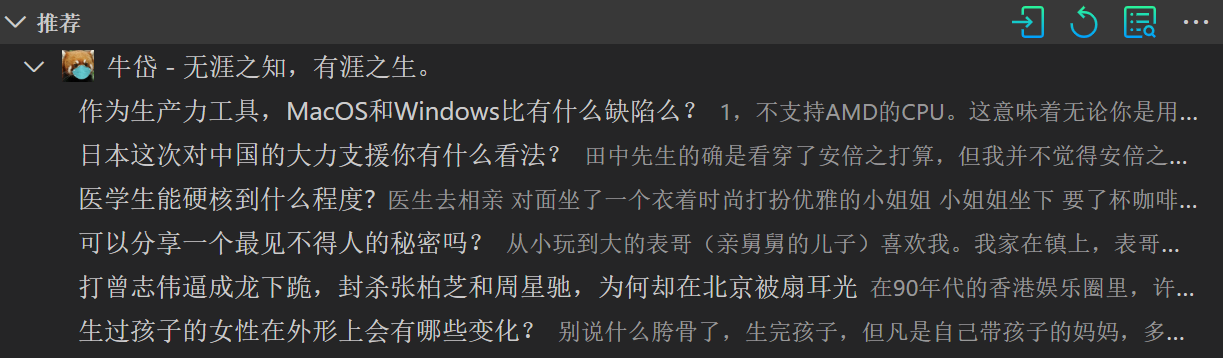 推荐
牛岱 - 无涯之知，有涯之生。
作为生产力工具，MacOS和Windows比有什么缺陷么？ 1，不支持AMD的CPU。这意味着无论你是用...
日本这次对中国的大力支援你有什么看法？ 田中先生的确是看穿了安倍之打算，但我并不觉得安倍之...
医学生能硬核到什么程度? 医生去相亲 对面坐了一个衣着时尚打扮优雅的小姐姐 小姐姐坐下 要了杯咖啡...
可以分享一个最见不得人的秘密吗？ 从小玩到大的表哥（亲舅舅的儿子）喜欢我。我家在镇上，表哥...
打曾志伟逼成龙下跪，封杀张柏芝和周星驰，为何却在北京被扇耳光 在90年代的香港娱乐圈里，许...
生过孩子的女性在外形上会有哪些变化？ 别说什么胯骨了，生完孩子，但凡是自己带孩子的妈妈，多...